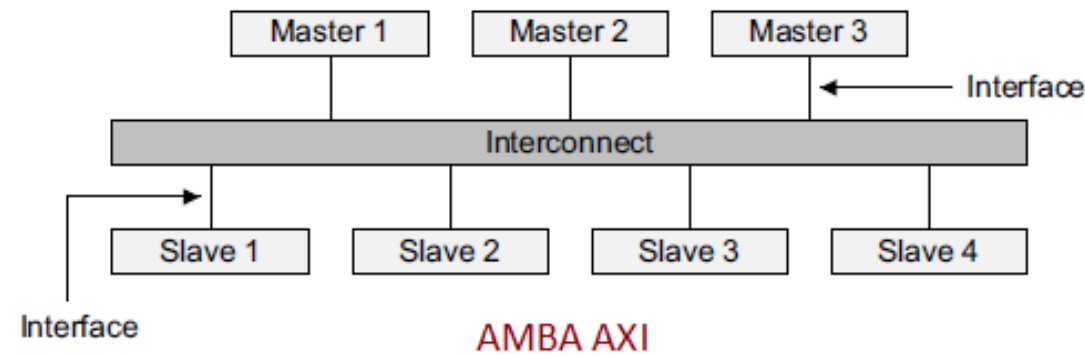 Master 1 Master 2 Master 3
Interface
Interconnect
Slave 1 Slave 2 Slave 3 Slave 4
Interface
AMBA AXI